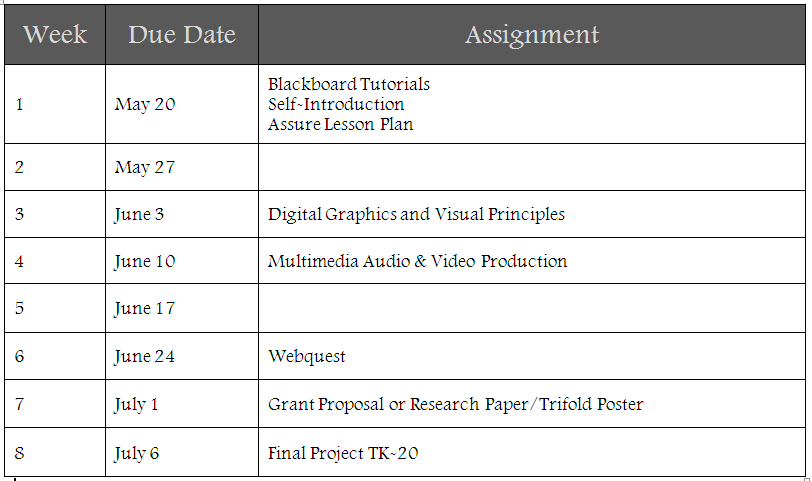 Week Due Date Assignment
1 May 20 Blackboard Tutorials
Self-Introduction
Assure Lesson Plan
2 May 27
3 June 3 Digital Graphics and Visual Principles
4 June 10 Multimedia Audio & Video Production
5 June 17
6 June 24 Webquest
7 July 1 Grant Proposal or Research Paper/Trifold Poster
8 July 6 Final Project TK-20